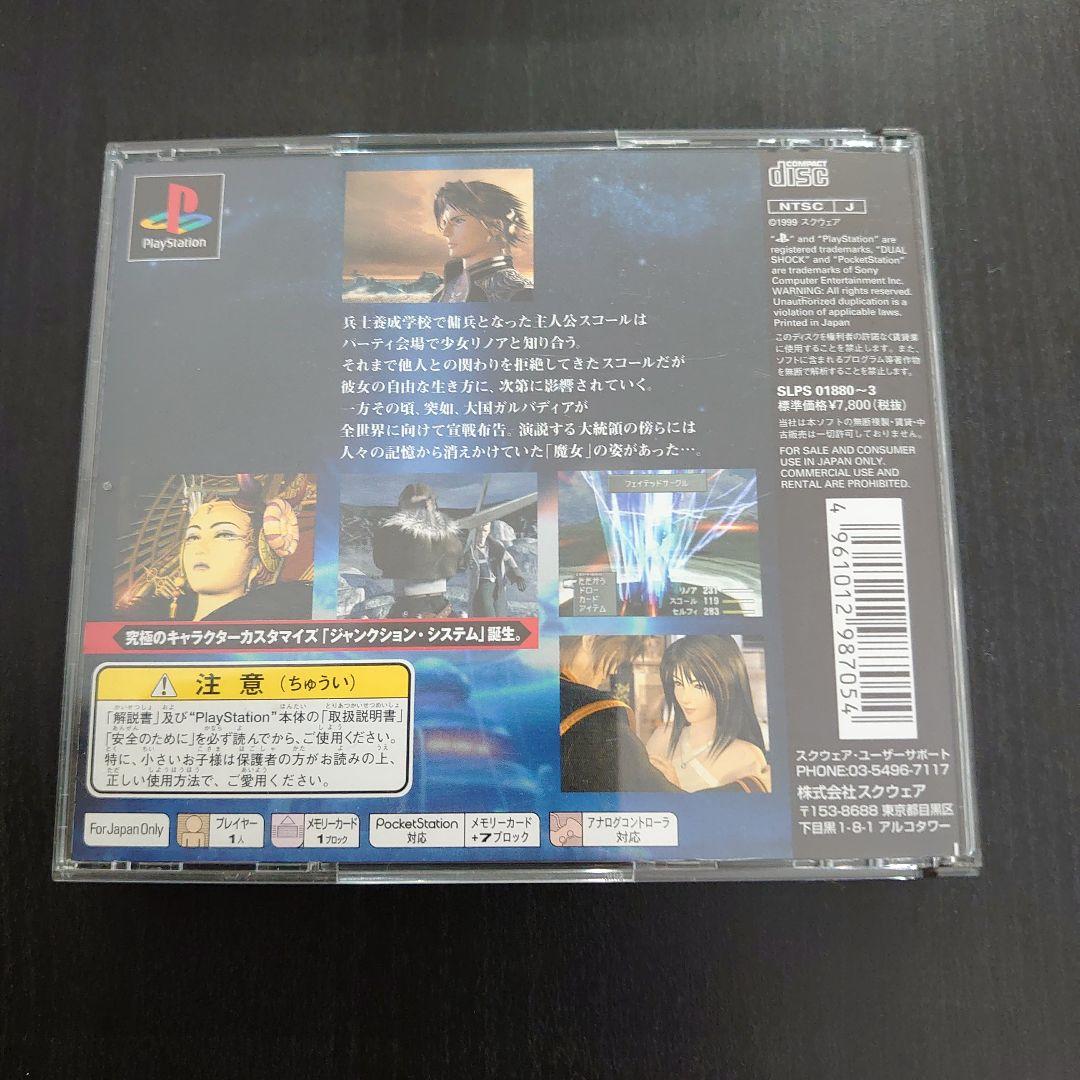 PlayStation
兵士養成学校で傭兵となった主人公スコールは
パーティ会場で少女リノアと知り合う。
それまで他人との関わりを拒絶してきたスコールだが
彼女の自由な生き方に、次第に影響されていく。
一方その頃、突如、大国ガルバディアが
全世界に向けて宣戦布告。演説する大統領の傍らには
人々の記憶から消えかけていた「魔女」の姿があった…。
フェイテッドサークル
たたかう
ドロー
カード
アイテム
リノア 231
スコール 119
セルフィ 283
究極のキャラクターカスタマイズ「ジャンクション・システム」誕生。
注意(ちゅうい)
「解説書」及び“PlayStation”本体の「取扱説明書」
「安全のために」を必ず読んでから、ご使用ください。
特に、小さいお子様は保護者の方がお読みの上、
正しい使用方法で、ご愛用ください。
For Japan Only
プレイヤー
1人
メモリーカード
1ブロック
PocketStation
対応
メモリーカード
+7ブロック
アナログコントローラ
対応
COMPACT
disc
NTSC J
©1999 スクウェア
“ ” and “PlayStation” are
registered trademarks, “DUAL
SHOCK” and “PocketStation”
are trademarks of Sony
Computer Entertainment Inc.
WARNING: All rights reserved.
Unauthorized duplication is a
violation of applicable laws.
Printed in Japan
このディスクを権利者の許諾なく賃貸業
に使用することを禁止します。また、
ソフトに含まれるプログラム等著作物
を無断で解析することを禁止します。
SLPS 01880~3
標準価格¥7,800(税抜)
当社は本ソフトの無断複製・賃貸・中
古販売は一切許可しておりません。
FOR SALE AND CONSUMER
USE IN JAPAN ONLY.
COMMERCIAL USE AND
RENTAL ARE PROHIBITED.
4 961012 987054
スクウェア・ユーザーサポート
PHONE:03-5496-7117
株式会社スクウェア
〒153-8688 東京都目黒区
下目黒1-8-1 アルコタワー